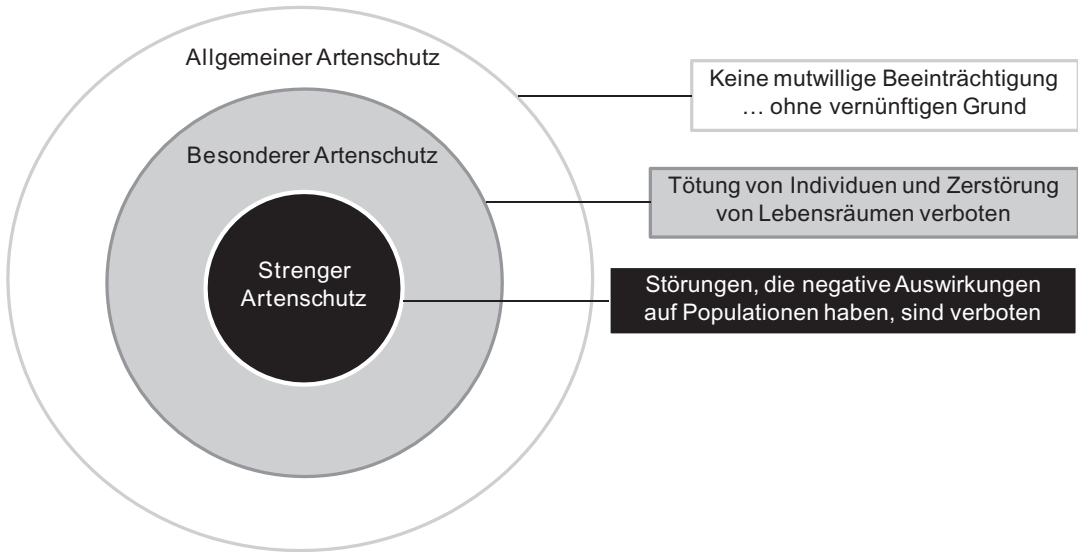 Allgemeiner Artenschutz
Keine mutwillige Beeinträchtigung
… ohne vernünftigen Grund
Besonderer Artenschutz
Tötung von Individuen und Zerstörung
von Lebensräumen verboten
Strenger
Artenschutz
Störungen, die negative Auswirkungen
auf Populationen haben, sind verboten